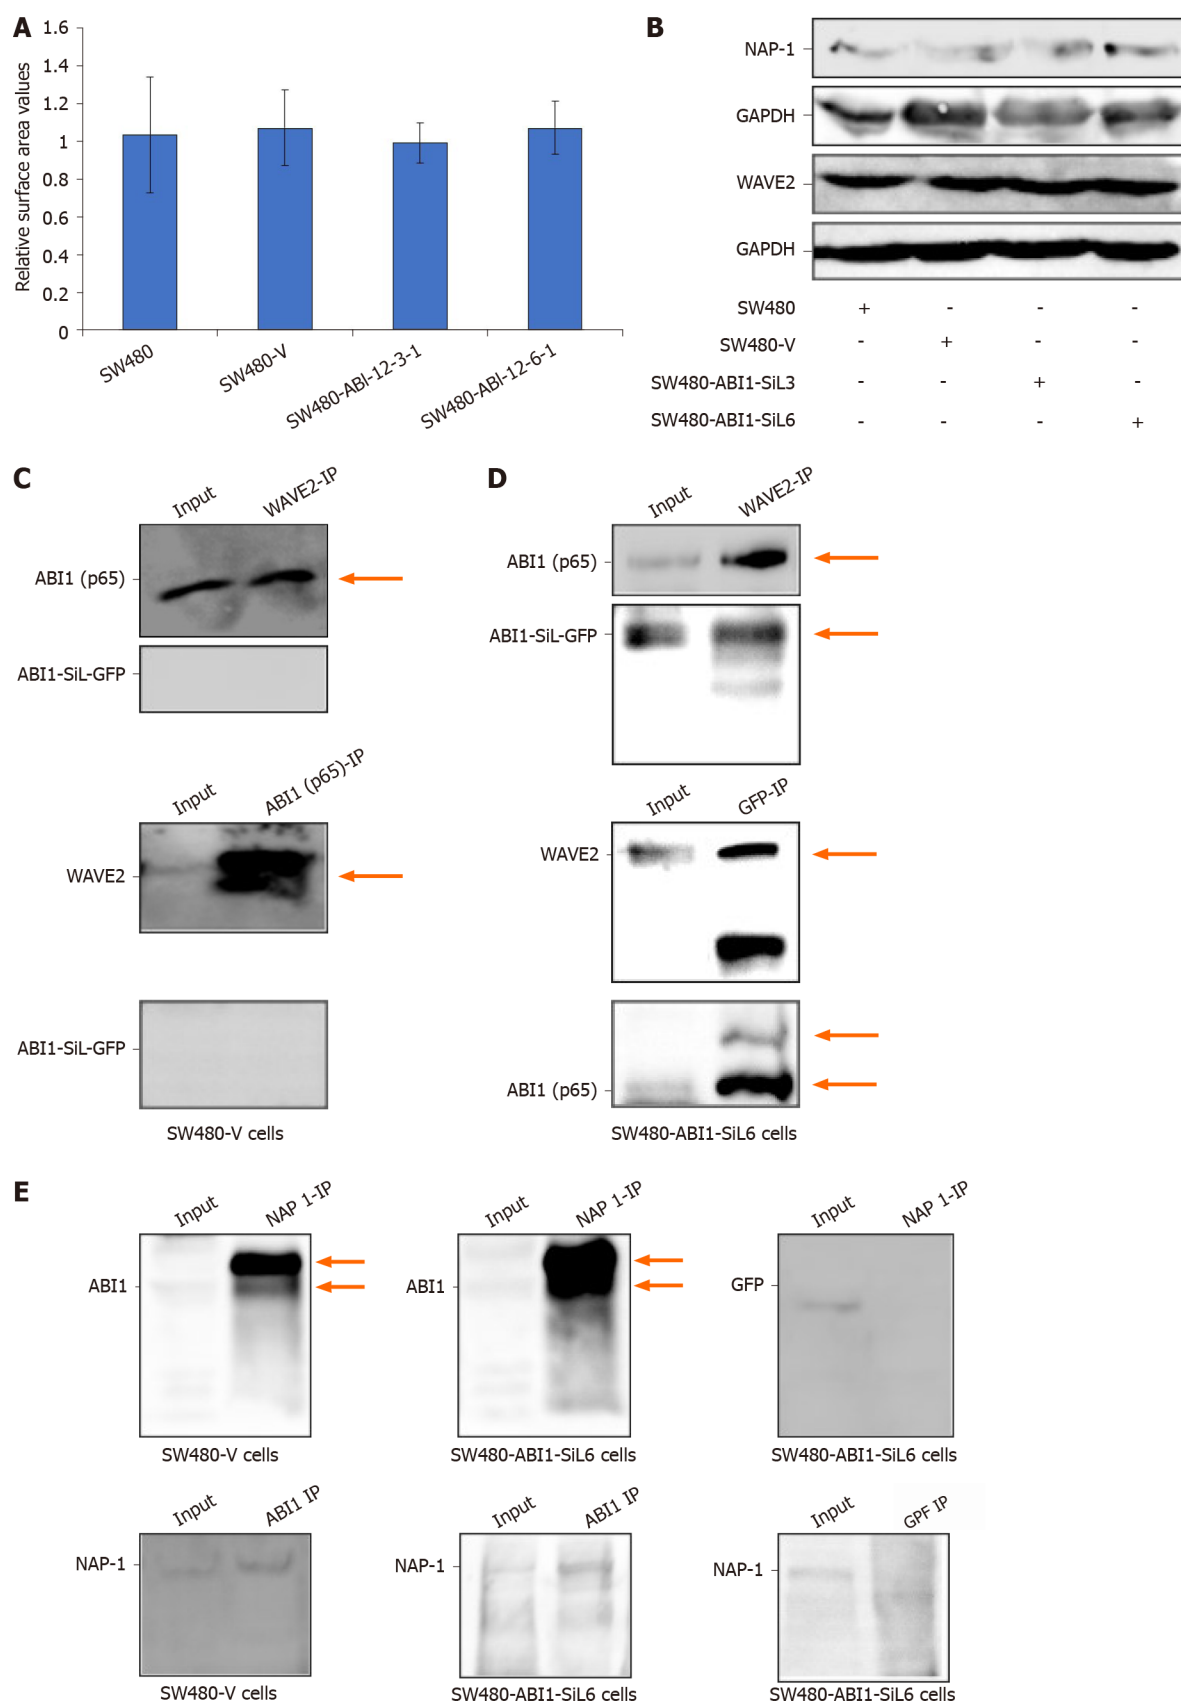 A
Relative surface area values
1.6
1.4
1.2
1
0.8
0.6
0.4
0.2
0
SW480
SW480-V
SW480-ABI-12-3-1
SW480-ABI-12-6-1
B
NAP-1
GAPDH
WAVE2
GAPDH
SW480 + - - -
SW480-V - + - -
SW480-ABI1-SiL3 - - + -
SW480-ABI1-SiL6 - - - +
C
Input WAVE2-IP
ABI1 (p65)
ABI1-SiL-GFP
Input ABI1 (p65)-IP
WAVE2
ABI1-SiL-GFP
SW480-V cells
D
Input WAVE2-IP
ABI1 (p65)
ABI1-SiL-GFP
Input GFP-IP
WAVE2
ABI1 (p65)
SW480-ABI1-SiL6 cells
E
Input NAP 1-IP
ABI1
SW480-V cells
Input NAP 1-IP
ABI1
SW480-ABI1-SiL6 cells
Input NAP 1-IP
GFP
SW480-ABI1-SiL6 cells
Input ABI1 IP
NAP-1
SW480-V cells
Input ABI1 IP
NAP-1
SW480-ABI1-SiL6 cells
Input GPF IP
NAP-1
SW480-ABI1-SiL6 cells